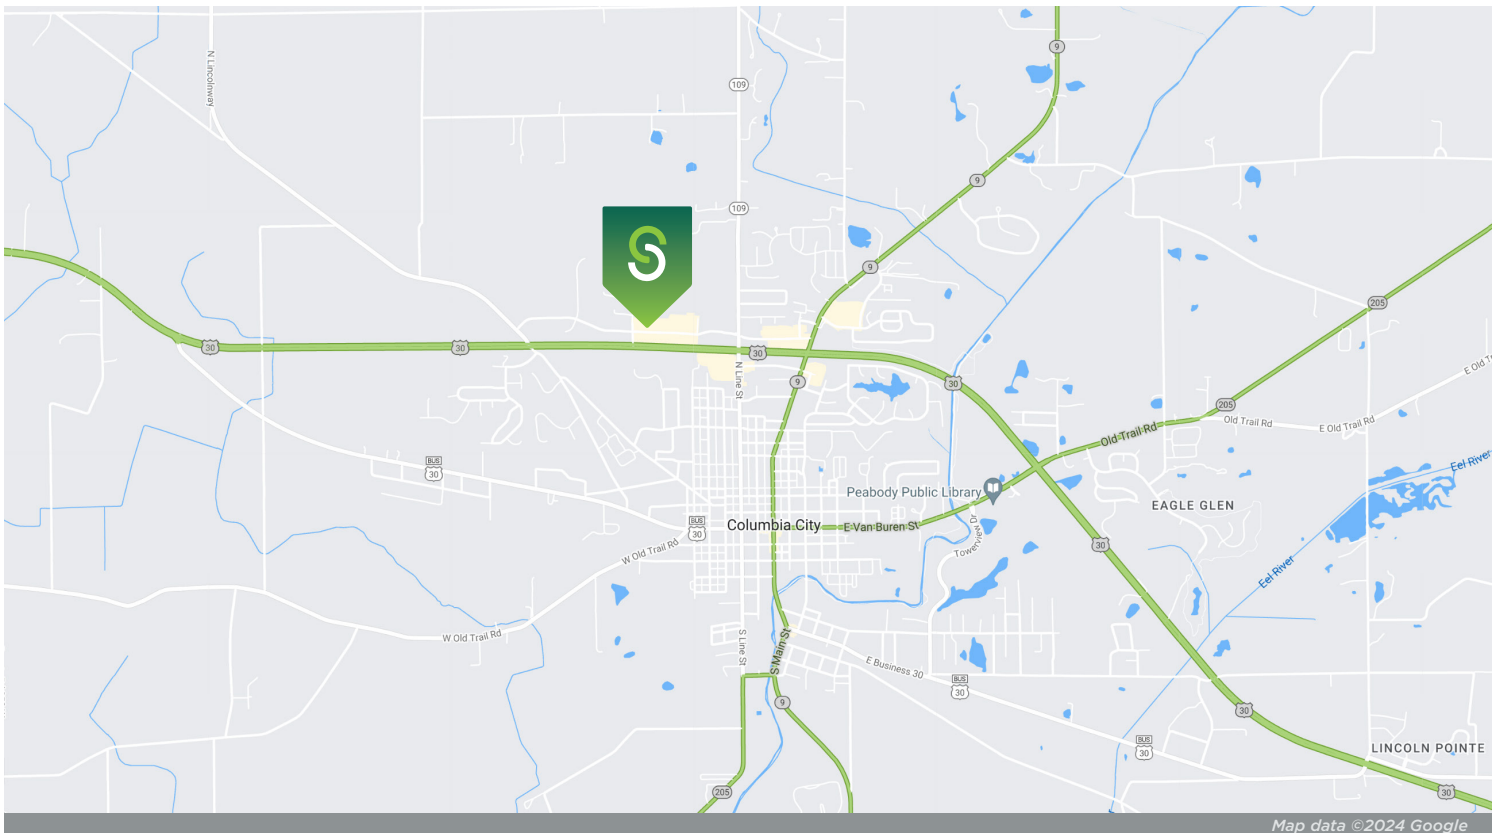 9
N Lincolnway
109
9
109
9
205
30
30
30
N Line St
9
30
E Old T
205
Old Trail Rd
E Old Trail Rd
Old Trail Rd
BUS
30
Eel River
Peabody Public Library
EAGLE GLEN
BUS
30
Columbia City
E Van Buren St
Towerview Dr
W Old Trail Rd
30
Eel River
W Old Trail Rd
S Line St
S Main St
E Business 30
BUS
30
9
30
BUS
30
LINCOLN POINTE
205
30
Map data ©2024 Google